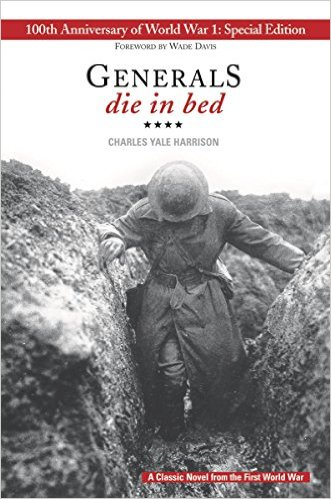 100th Anniversary of World War 1: Special Edition
Foreword by Wade Davis
GENERALS
die in bed
★★★★
CHARLES YALE HARRISON
A Classic Novel from the First World War